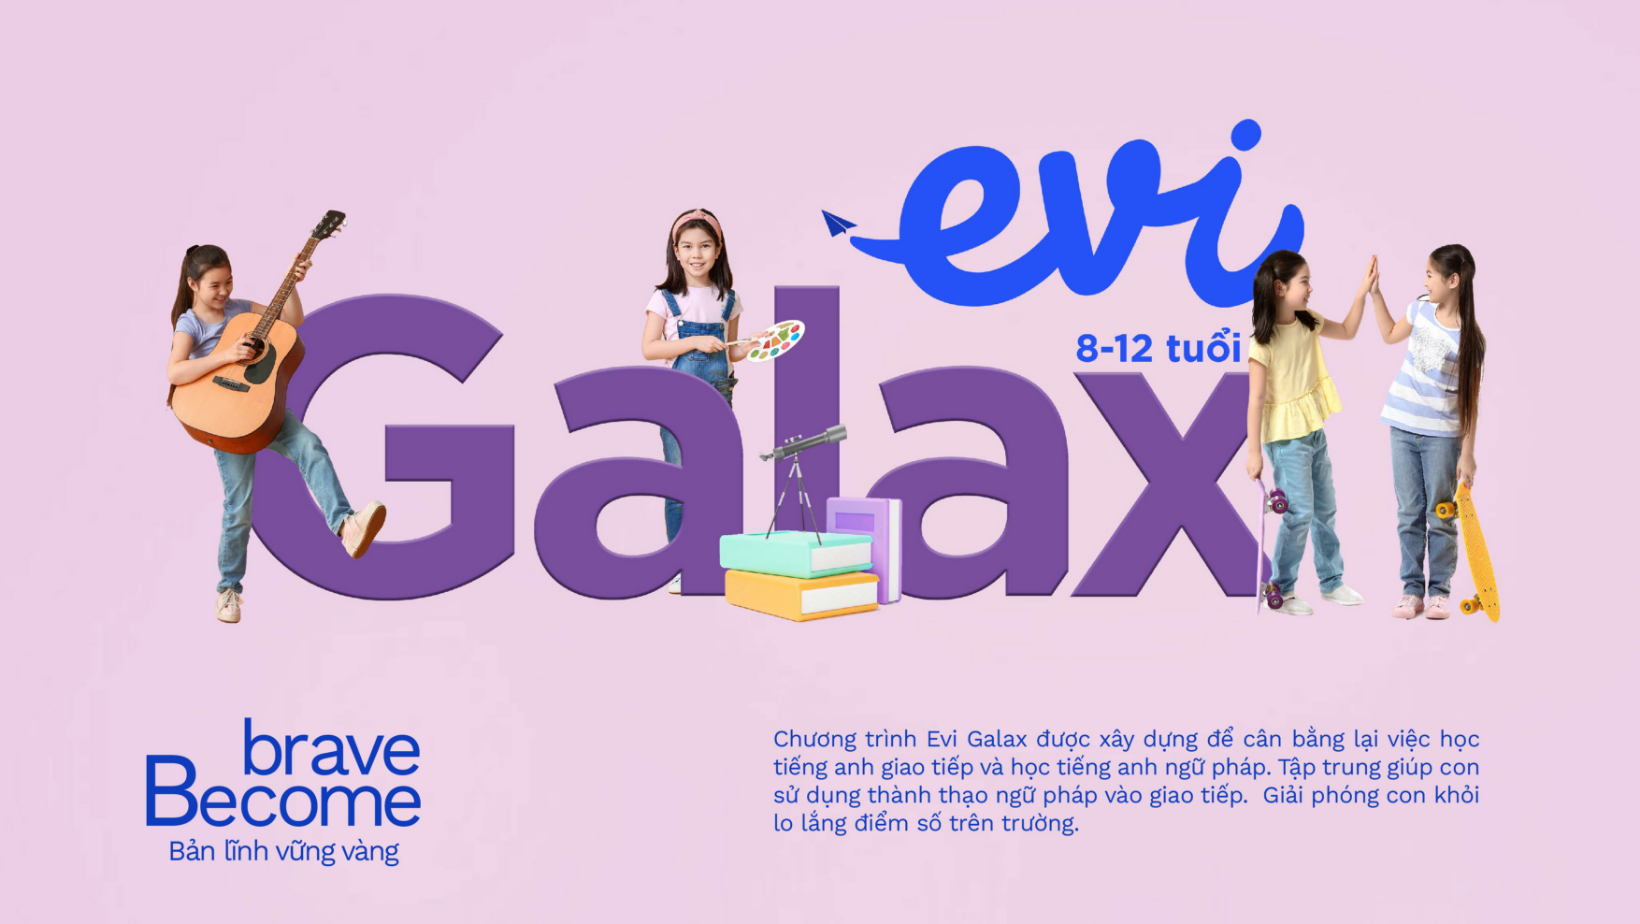 evi
8-12 tuổi
Galax
brave
Become
Bản lĩnh vững vàng
Chương trình Evi Galax được xây dựng để cân bằng lại việc học
tiếng anh giao tiếp và học tiếng anh ngữ pháp. Tập trung giúp con
sử dụng thành thạo ngữ pháp vào giao tiếp. Giải phóng con khỏi
lo lắng điểm số trên trường.